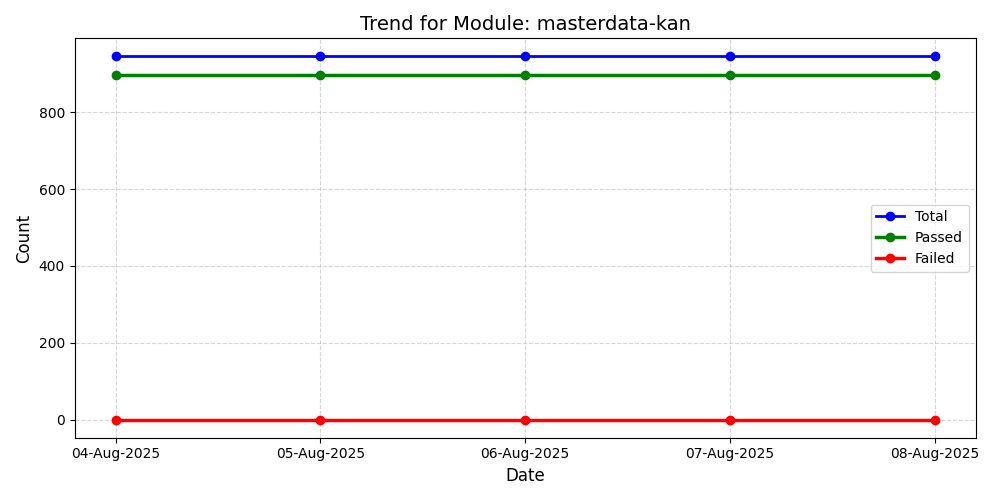 Trend for Module: masterdata-kan
Count
800
600
400
200
0
Total
Passed
Failed
04-Aug-2025 05-Aug-2025 06-Aug-2025 07-Aug-2025 08-Aug-2025
Date